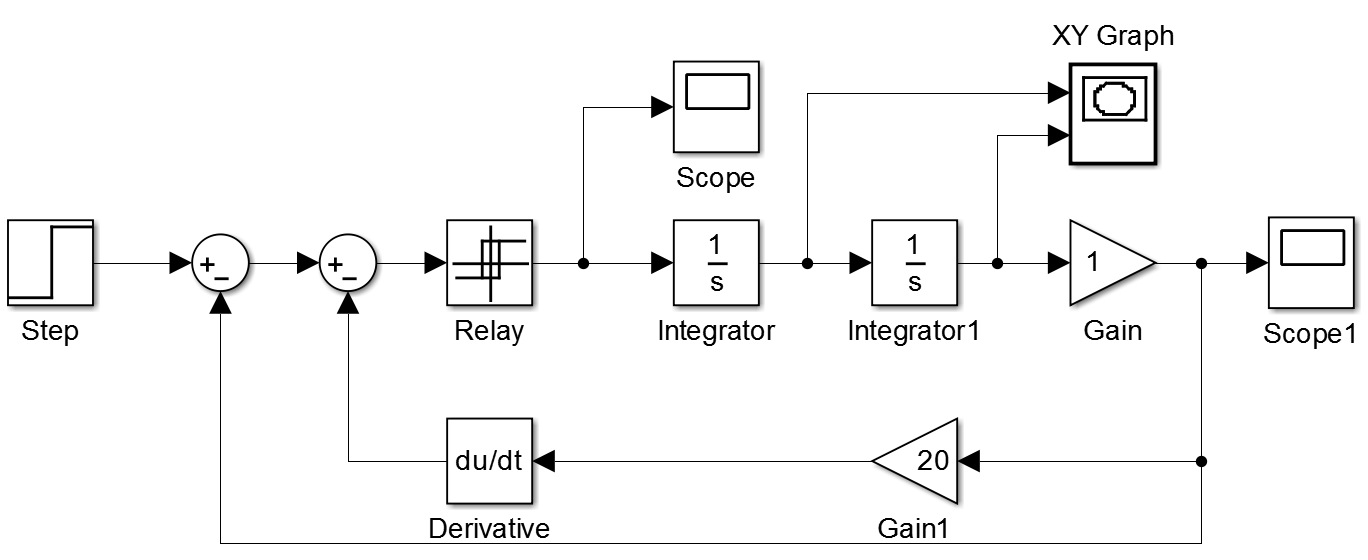 XY Graph
Scope
+
−
+
−
1
s
1
s
1
Step
Relay
Integrator
Integrator1
Gain
Scope1
du/dt
20
Derivative
Gain1